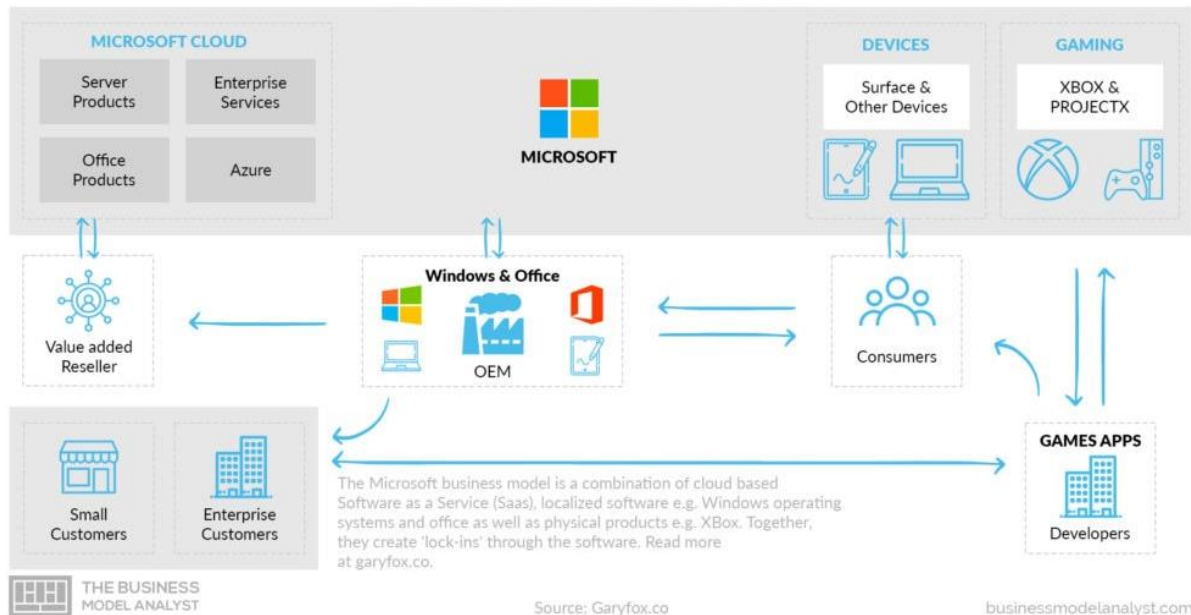 MICROSOFT CLOUD
Server
Products
Enterprise
Services
Office
Products
Azure
MICROSOFT
DEVICES
Surface &
Other Devices
GAMING
XBOX &
PROJECTX
Value added
Reseller
Windows & Office
OEM
Consumers
Small
Customers
Enterprise
Customers
GAMES APPS
Developers
The Microsoft business model is a combination of cloud based
Software as a Service (Saas), localized software e.g. Windows operating
systems and office as well as physical products e.g. XBox. Together,
they create 'lock-ins' through the software. Read more
at garyfox.co.
THE BUSINESS
MODEL ANALYST
Source: Garyfox.co
businessmodelanalyst.com